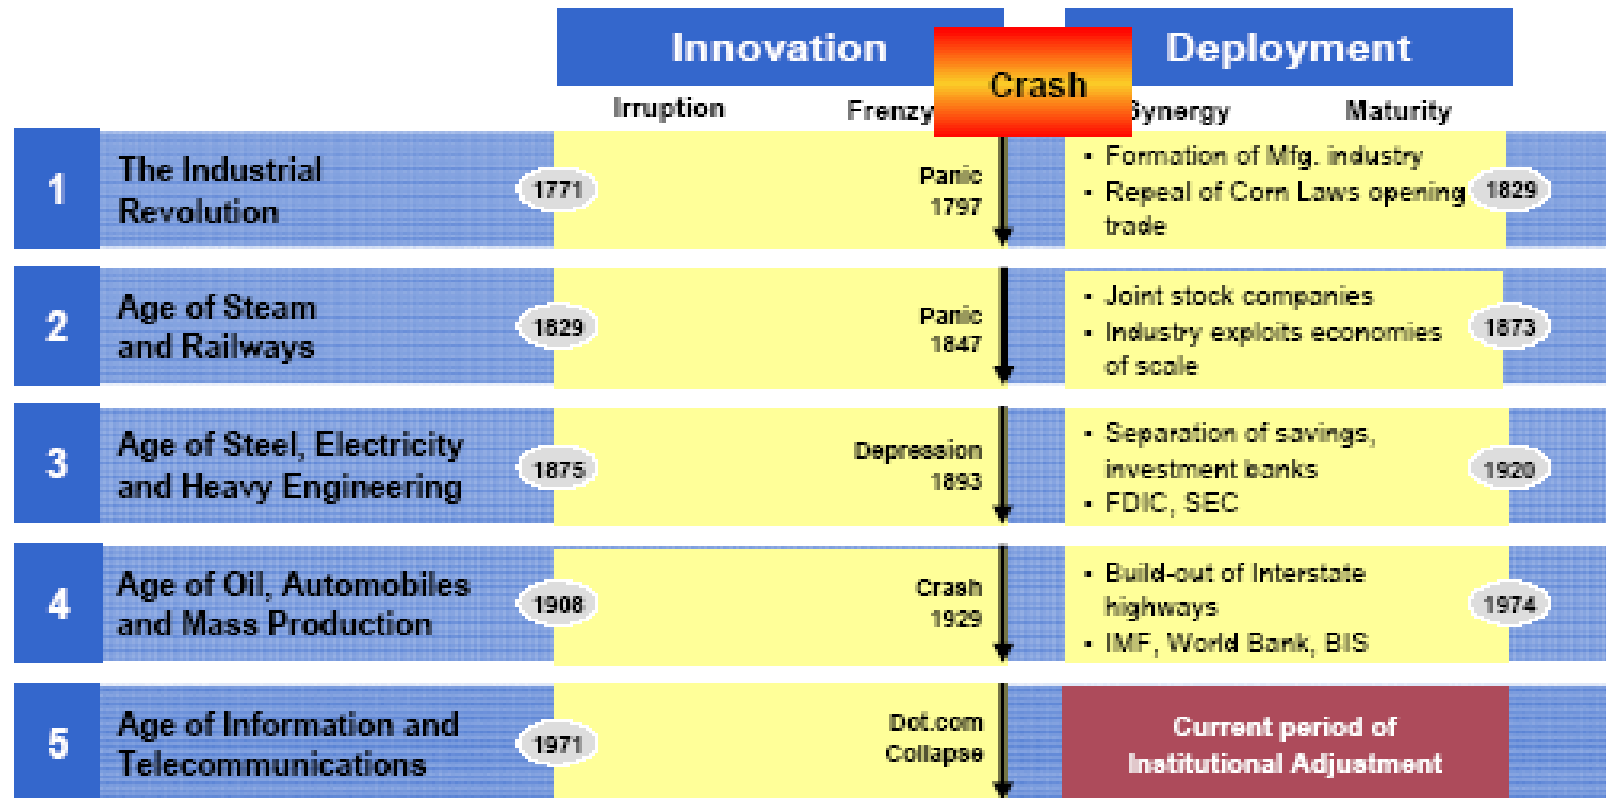 Innovation
Crash
Deployment
Irruption
Frenzy
Synergy
Maturity
1
The Industrial
Revolution
1771
Panic
1797
▪ Formation of Mfg. industry
▪ Repeal of Corn Laws opening
trade
1829
2
Age of Steam
and Railways
1829
Panic
1847
▪ Joint stock companies
▪ Industry exploits economies
of scale
1873
3
Age of Steel, Electricity
and Heavy Engineering
1875
Depression
1893
▪ Separation of savings,
investment banks
▪ FDIC, SEC
1920
4
Age of Oil, Automobiles
and Mass Production
1908
Crash
1929
▪ Build-out of Interstate
highways
▪ IMF, World Bank, BIS
1974
5
Age of Information and
Telecommunications
1971
Dot.com
Collapse
Current period of
Institutional Adjustment